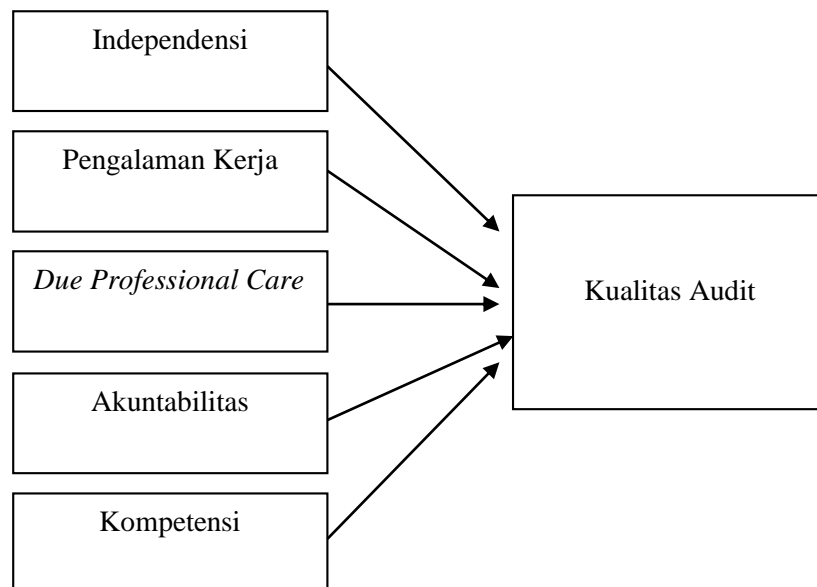 Independensi
Pengalaman Kerja
Due Professional Care
Kualitas Audit
Akuntabilitas
Kompetensi